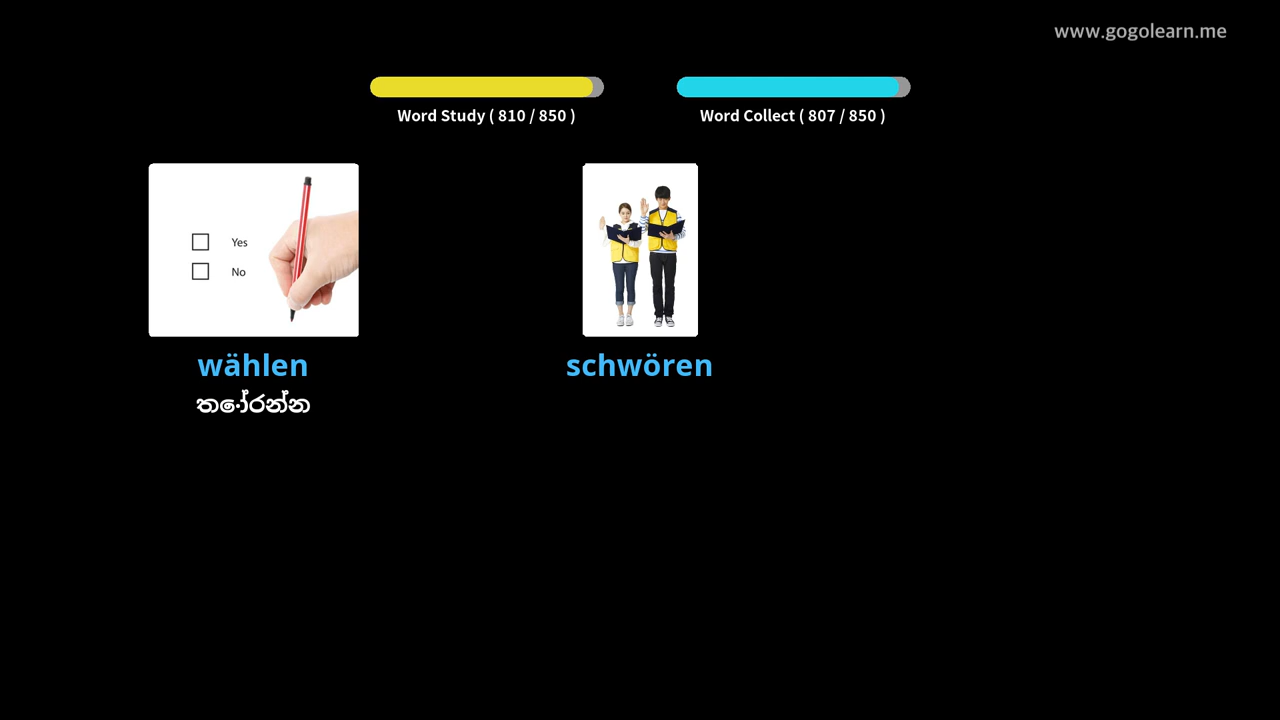 www.gogolearn.me
Word Study ( 810 / 850 )
Word Collect ( 807 / 850 )
Yes
No
wählen
schwören
තෝරන්න